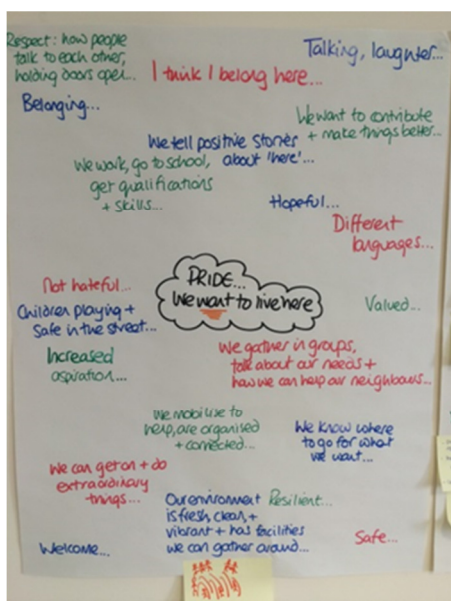 Respect: how people
talk to each other,
holding doors open...
Talking, laughter...
I think I belong here...
Belonging...
We want to contribute
+ make things better...
We tell positive stories
about 'here'...
We work, go to school,
get qualifications
+ skills...
Hopeful...
Different
languages...
PRIDE...
We want to live here
Not hateful...
Valued...
Children playing +
safe in the street...
Increased
aspiration...
We gather in groups,
talk about our needs +
how we can help our neighbours...
We mobilise to
help, are organised
+ connected...
We know where
to go for what
we want...
We can get on + do
extraordinary
things...
Our environment
is fresh, clean, +
vibrant + has facilities
we can gather around...
Resilient...
Safe...
Welcome...